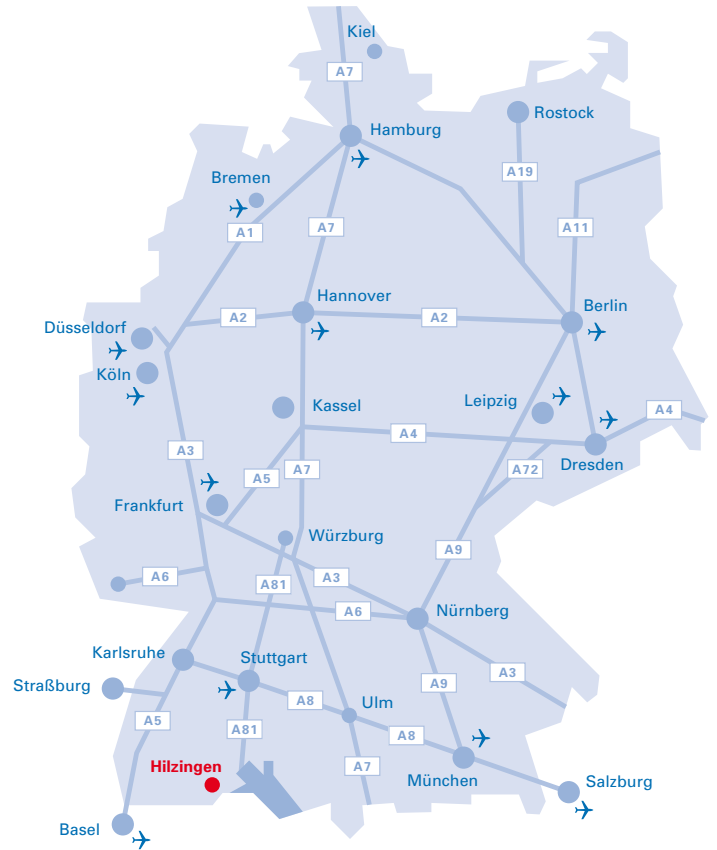 Kiel
A7
Rostock
Hamburg
A19
Bremen
A7
A11
A1
Hannover
Berlin
A2
A2
Düsseldorf
Köln
Leipzig
Kassel
A4
A4
A3
Dresden
A5
A7
A72
Frankfurt
Würzburg
A9
A6
A81
A3
A6
Nürnberg
Karlsruhe
Stuttgart
A3
Straßburg
A9
A8
Ulm
A5
A81
A8
Hilzingen
A7
München
Salzburg
Basel